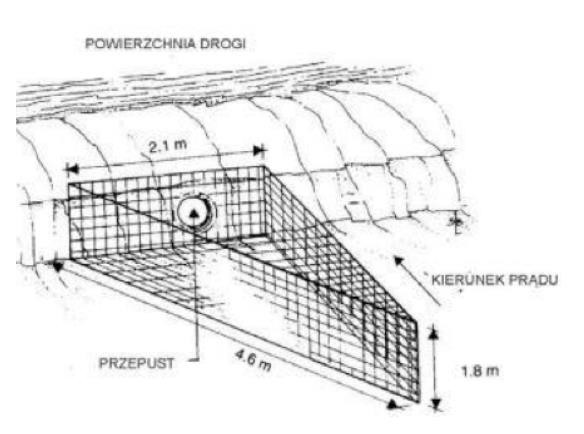 POWIERZCHNIA DROGI
2.1 m
KIERUNEK PRĄDU
PRZEPUST
4.6 m
1.8 m